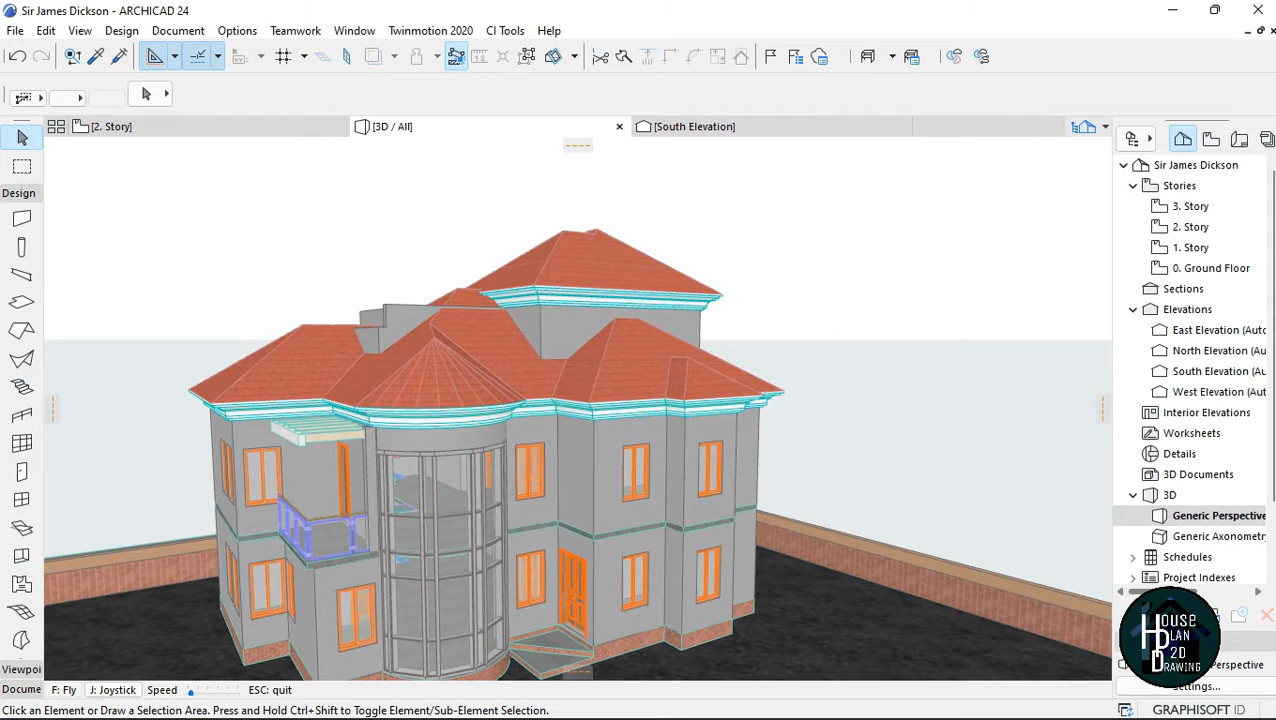 Sir James Dickson - ARCHICAD 24
File Edit View Design Document Options Teamwork Window Twinmotion 2020 CI Tools Help
[2. Story] [3D / All] [South Elevation]
Design
Sir James Dickson
Stories
3. Story
2. Story
1. Story
0. Ground Floor
Sections
Elevations
East Elevation (Auto
North Elevation (Au
South Elevation (Au
West Elevation (Aut
Interior Elevations
Worksheets
Details
3D Documents
3D
Generic Perspective
Generic Axonometr
Schedules
Project Indexes
HOUSE
PLAN
2D
DRAWING
Perspective
Settings...
Viewpoi
Docume
F: Fly J: Joystick Speed ESC: quit
Click an Element or Draw a Selection Area. Press and Hold Ctrl+Shift to Toggle Element/Sub-Element Selection.
GRAPHISOFT ID